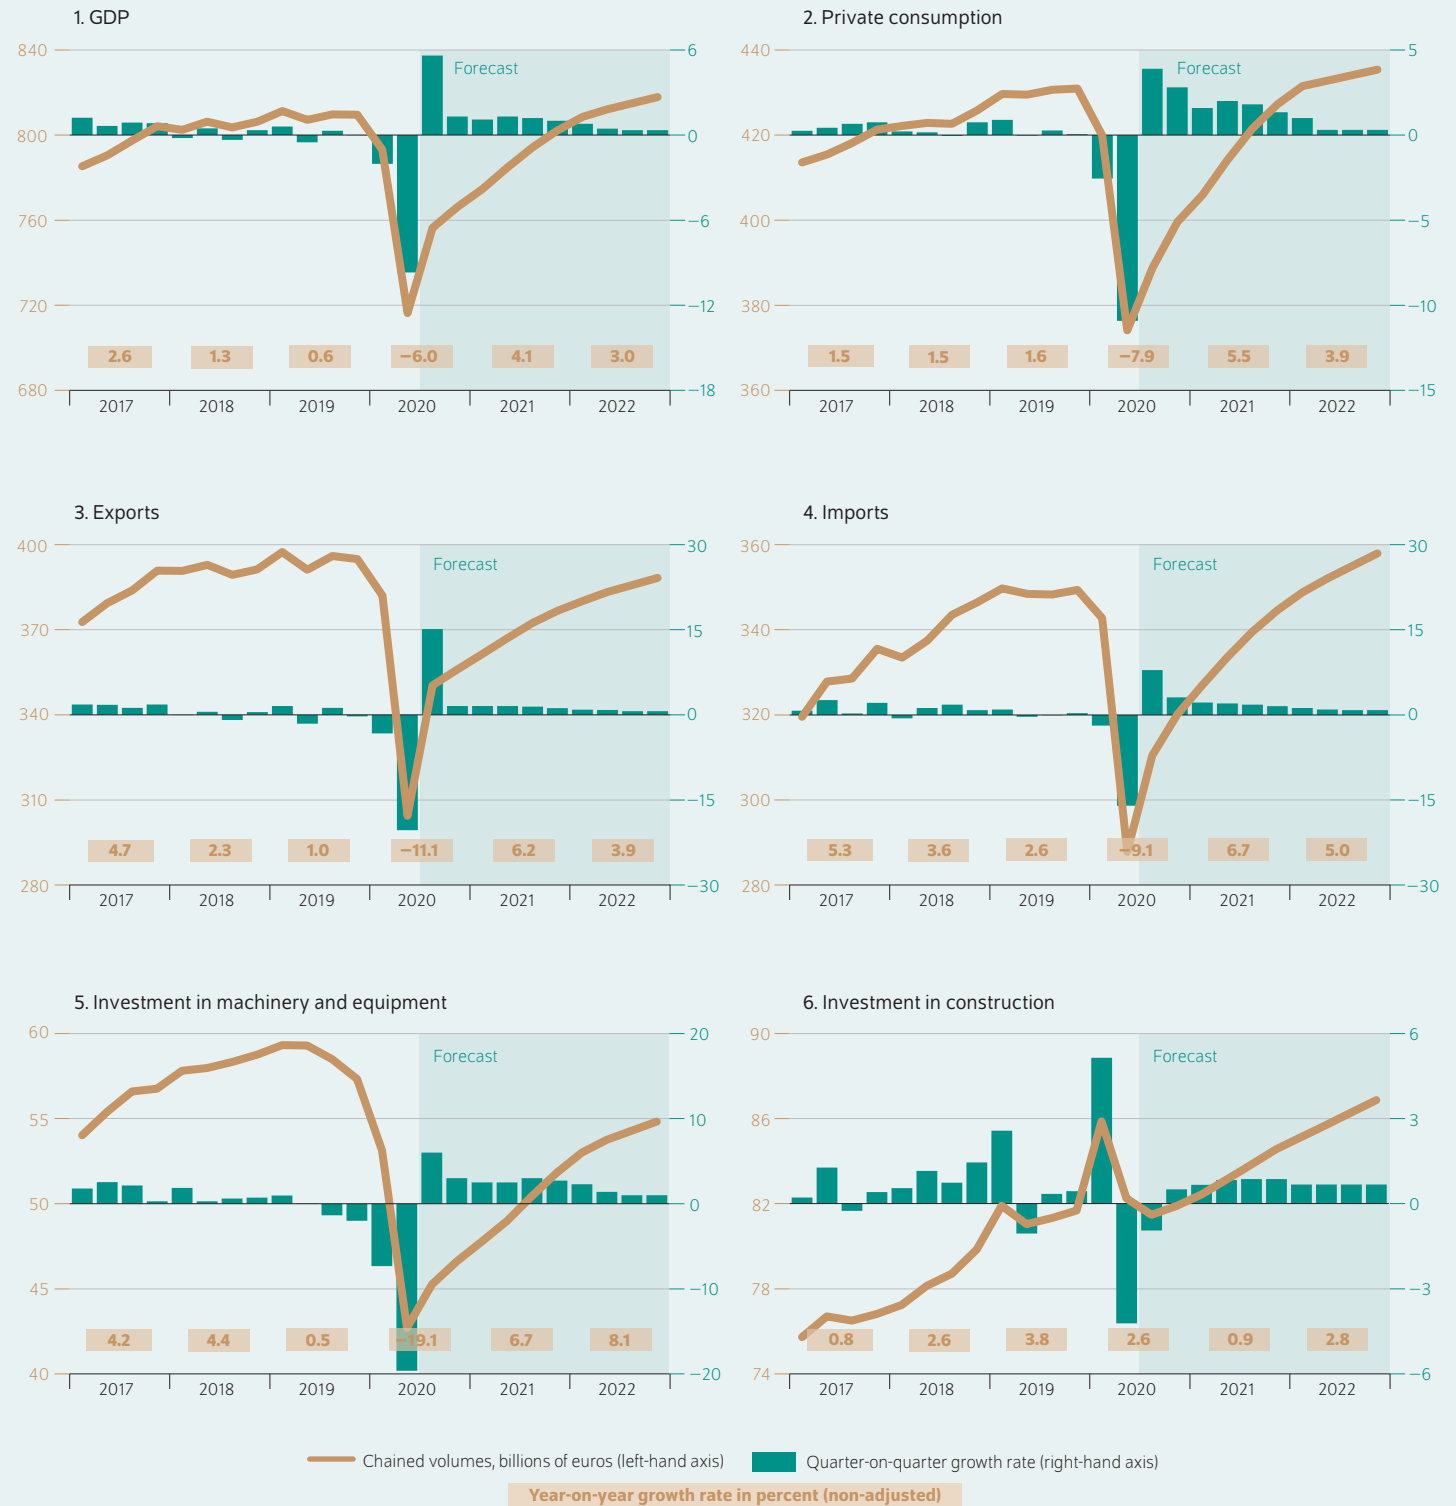 1. GDP
840
800
760
720
680
6
0
−6
−12
−18
Forecast
2.6 1.3 0.6 −6.0 4.1 3.0
2017 2018 2019 2020 2021 2022
2. Private consumption
440
420
400
380
360
5
0
−5
−10
−15
Forecast
1.5 1.5 1.6 −7.9 5.5 3.9
2017 2018 2019 2020 2021 2022
3. Exports
400
370
340
310
280
30
15
0
−15
−30
Forecast
4.7 2.3 1.0 −11.1 6.2 3.9
2017 2018 2019 2020 2021 2022
4. Imports
360
340
320
300
280
30
15
0
−15
−30
Forecast
5.3 3.6 2.6 −9.1 6.7 5.0
2017 2018 2019 2020 2021 2022
5. Investment in machinery and equipment
60
55
50
45
40
20
10
0
−10
−20
Forecast
4.2 4.4 0.5 −19.1 6.7 8.1
2017 2018 2019 2020 2021 2022
6. Investment in construction
90
86
82
78
74
6
3
0
−3
−6
Forecast
0.8 2.6 3.8 2.6 0.9 2.8
2017 2018 2019 2020 2021 2022
Chained volumes, billions of euros (left-hand axis)
Quarter-on-quarter growth rate (right-hand axis)
Year-on-year growth rate in percent (non-adjusted)